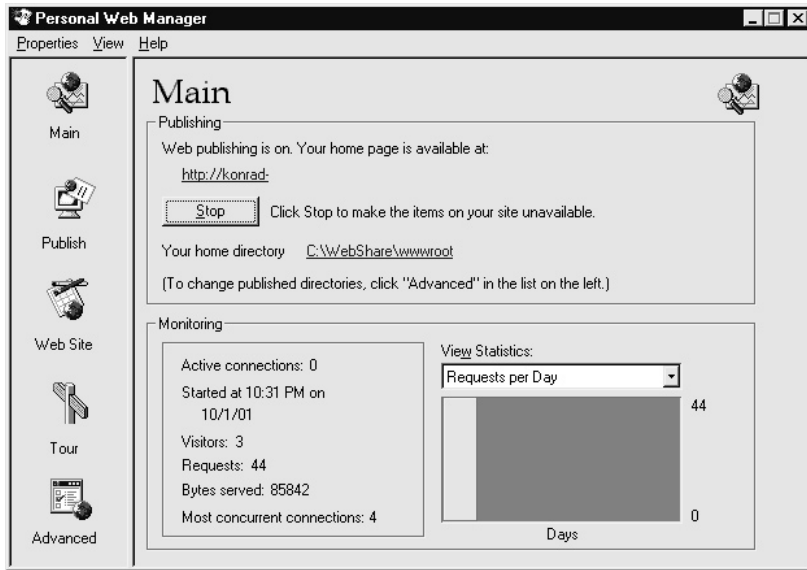 Personal Web Manager
Properties View Help
Main
Publish
Web Site
Tour
Advanced
Main
Publishing
Web publishing is on. Your home page is available at:
http://konrad-
Stop Click Stop to make the items on your site unavailable.
Your home directory C:\WebShare\wwwroot
(To change published directories, click "Advanced" in the list on the left.)
Monitoring
Active connections: 0
Started at 10:31 PM on
10/1/01
Visitors: 3
Requests: 44
Bytes served: 85842
Most concurrent connections: 4
View Statistics:
Requests per Day
44
0
Days